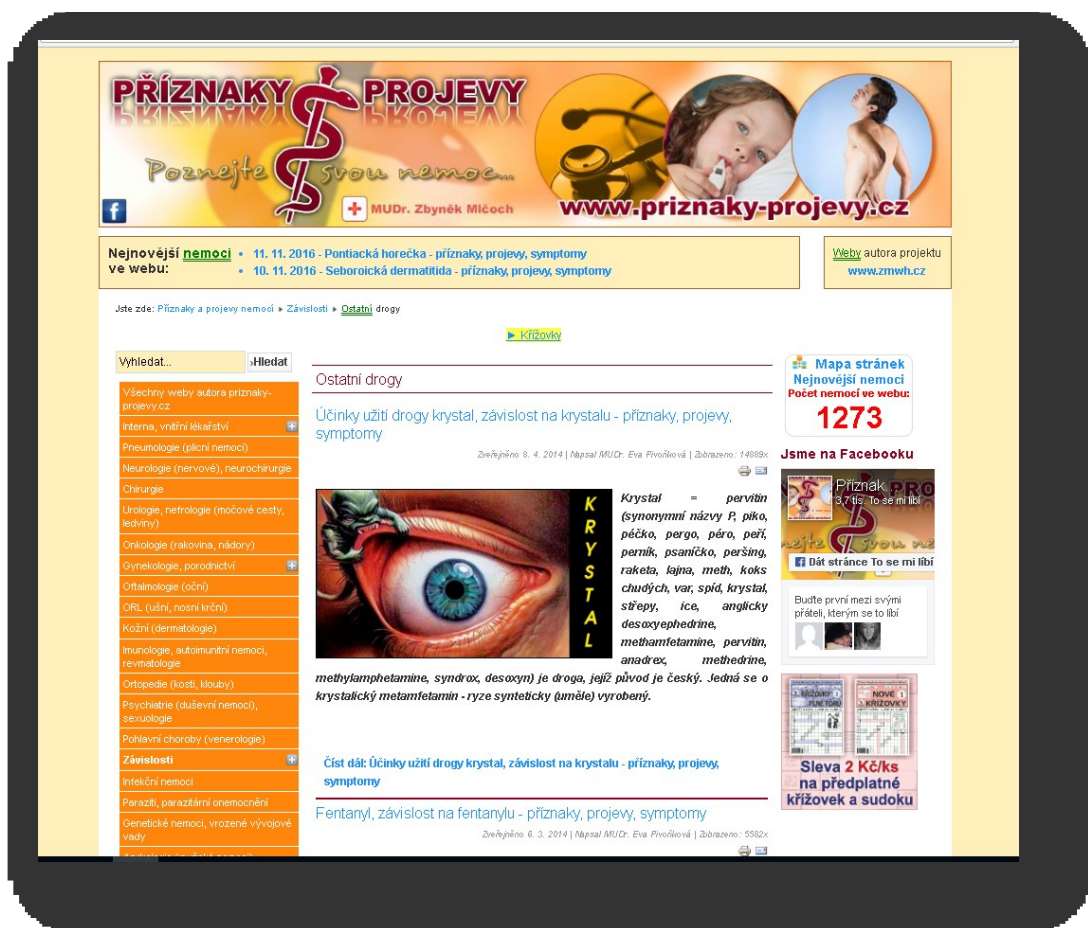 PŘÍZNAKY PROJEVY
Poznejte svou nemoc...
MUDr. Zbyněk Mlčoch
www.priznaky-projevy.cz
Nejnovější nemoci
ve webu:
• 11. 11. 2016 - Pontiacká horečka - příznaky, projevy, symptomy
• 10. 11. 2016 - Seboroická dermatitida - příznaky, projevy, symptomy
Weby autora projektu
www.zmwh.cz
Jste zde: Příznaky a projevy nemocí ▸ Závislosti ▸ Ostatní drogy
► Křížovky
Vyhledat...
›Hledat
Všechny weby autora priznaky-
projevy.cz
Interna, vnitřní lékařství
Pneumologie (plicní nemoci)
Neurologie (nervové), neurochirurgie
Chirurgie
Urologie, nefrologie (močové cesty,
ledviny)
Onkologie (rakovina, nádory)
Gynekologie, porodnictví
Oftalmologie (oční)
ORL (ušní, nosní krční)
Kožní (dermatologie)
Imunologie, autoimunitní nemoci,
revmatologie
Ortopedie (kosti, klouby)
Psychiatrie (duševní nemoci),
sexuologie
Pohlavní choroby (venerologie)
Závislosti
Infekční nemoci
Paraziti, parazitární onemocnění
Genetické nemoci, vrozené vývojové
vady
Ostatní drogy
Účinky užití drogy krystal, závislost na krystalu - příznaky, projevy,
symptomy
Zveřejněno 8. 4. 2014 | Napsal MUDr. Eva Pivoňková | Zobrazeno: 14889x
KRYSTAL
Krystal = pervitin
(synonymní názvy P, piko,
péčko, pergo, péro, peří,
perník, psaníčko, peršing,
raketa, lajna, meth, koks
chudých, var, spíd, krystal,
střepy, ice, anglicky
desoxyephedrine,
methamfetamine, pervitin,
anadrex, methedrine,
methylamphetamine, syndrox, desoxyn) je droga, jejíž původ je český. Jedná se o
krystalický metamfetamin - ryze synteticky (uměle) vyrobený.
Číst dál: Účinky užití drogy krystal, závislost na krystalu - příznaky, projevy,
symptomy
Fentanyl, závislost na fentanylu - příznaky, projevy, symptomy
Zveřejněno 6. 3. 2014 | Napsal MUDr. Eva Pivoňková | Zobrazeno: 5582x
Mapa stránek
Nejnovější nemoci
Počet nemocí ve webu:
1273
Jsme na Facebooku
Příznak...
3,7 tis. To se mi líbí
Dát stránce To se mi líbí
Buďte první mezi svými
přáteli, kterým se to líbí
KŘÍŽOVKY
PLNÉ TÓRŮ
NOVÉ
KŘÍŽOVKY
Sleva 2 Kč/ks
na předplatné
křížovek a sudoku